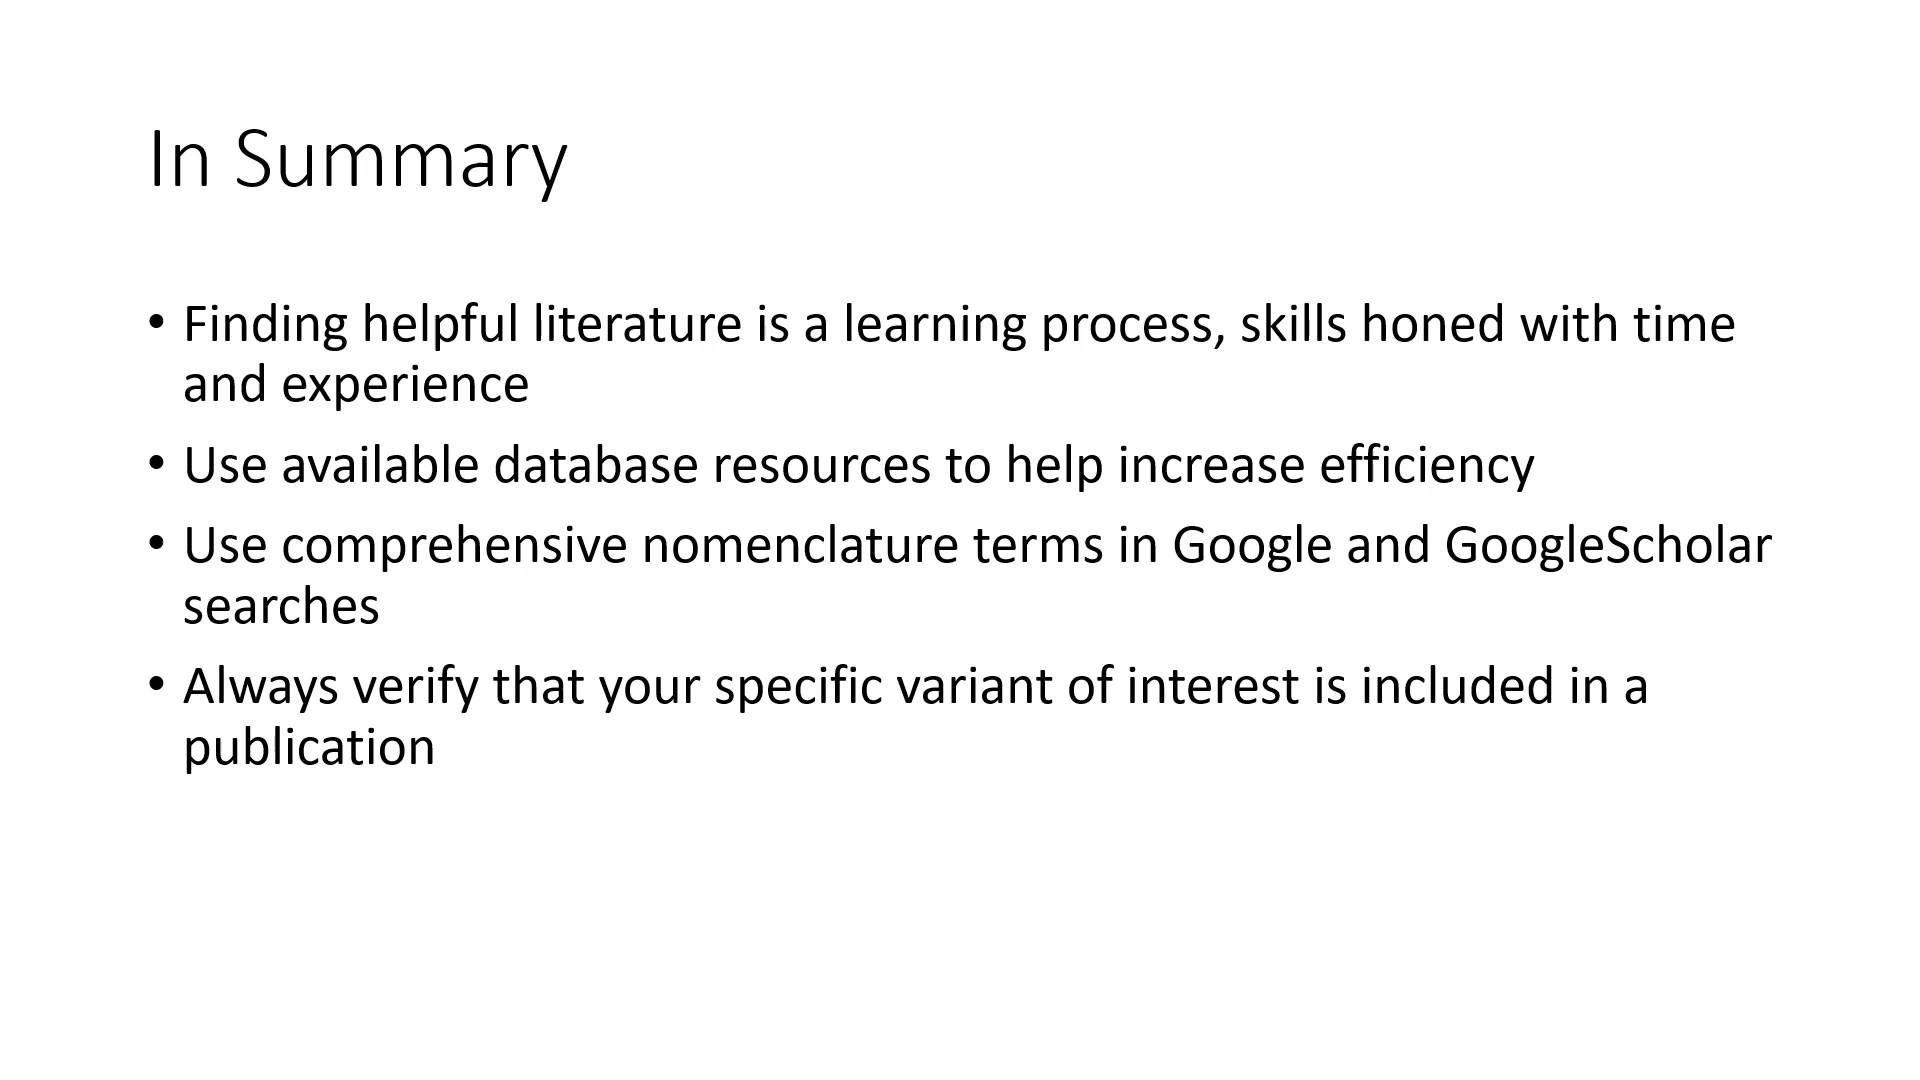 In Summary
• Finding helpful literature is a learning process, skills honed with time
and experience
• Use available database resources to help increase efficiency
• Use comprehensive nomenclature terms in Google and GoogleScholar
searches
• Always verify that your specific variant of interest is included in a
publication